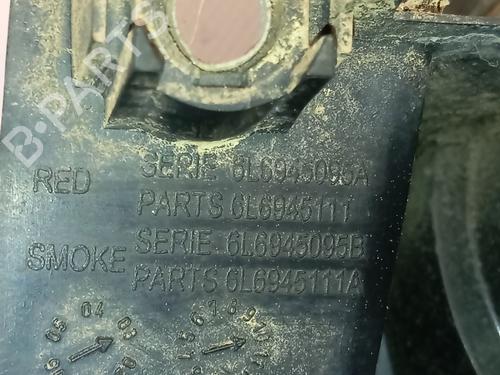 B-PARTS
RED SERIE 6L6945095A
PARTS 6L6945111
SMOKE SERIE 6L6945095B
PARTS 6L6945111A
05 04 03